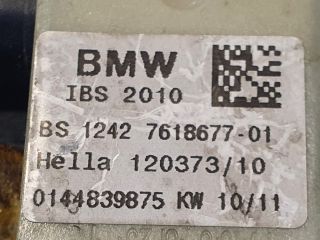 BMW
IBS 2010
BS 1242 7618677-01
Hella 120373/10
0144839875 KW 10/11